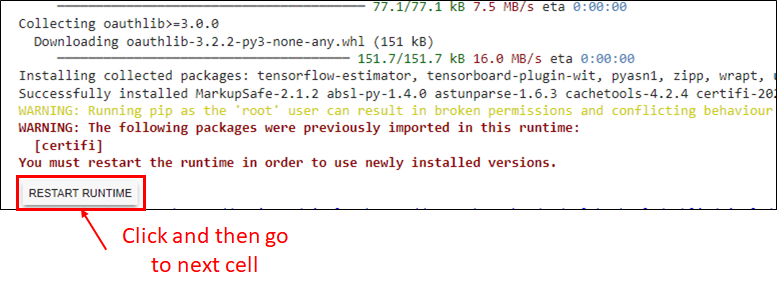 77.1/77.1 kB 7.5 MB/s eta 0:00:00
Collecting oauthlib>=3.0.0
Downloading oauthlib-3.2.2-py3-none-any.whl (151 kB)
151.7/151.7 kB 16.0 MB/s eta 0:00:00
Installing collected packages: tensorflow-estimator, tensorboard-plugin-wit, pyasn1, zipp, wrapt,
Successfully installed MarkupSafe-2.1.2 absl-py-1.4.0 astunparse-1.6.3 cachetools-4.2.4 certifi-202
WARNING: Running pip as the 'root' user can result in broken permissions and conflicting behaviour
WARNING: The following packages were previously imported in this runtime:
[certifi]
You must restart the runtime in order to use newly installed versions.
RESTART RUNTIME
Click and then go
to next cell